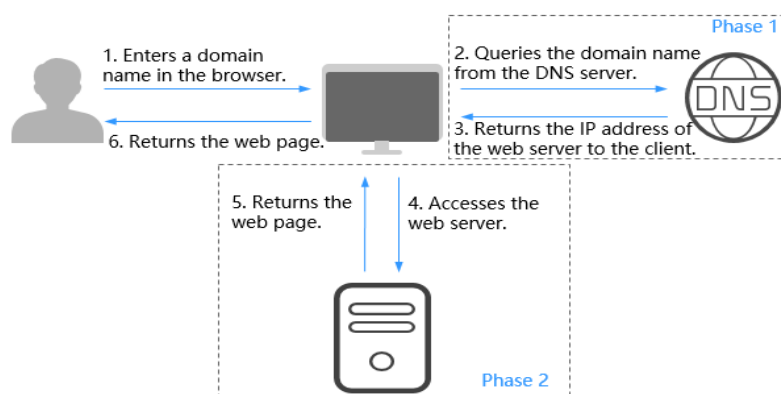 Phase 1
1. Enters a domain
name in the browser.
2. Queries the domain name
from the DNS server.
DNS
6. Returns the web page.
3. Returns the IP address of
the web server to the client.
5. Returns the
web page.
4. Accesses the
web server.
Phase 2